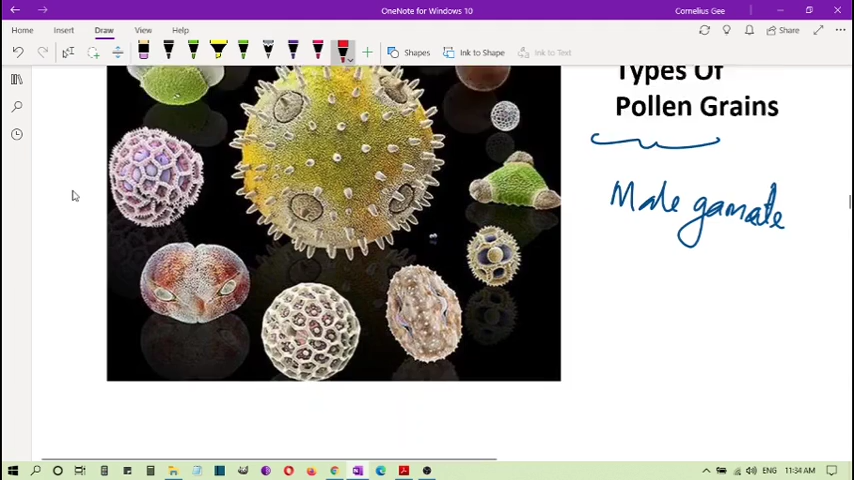 OneNote for Windows 10
Cornelius Gee
Home
Insert
Draw
View
Help
Share
Shapes
Ink to Shape
Ink to Text
Types Of
Pollen Grains
Male gamate
ENG
11:34 AM